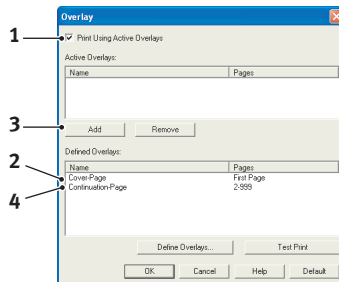 Overlay
1
Print Using Active Overlays
Active Overlays:
Name Pages
3
Add Remove
Defined Overlays:
Name Pages
2
Cover-Page First Page
4
Continuation-Page 2-999
Define Overlays... Test Print
OK Cancel Help Default